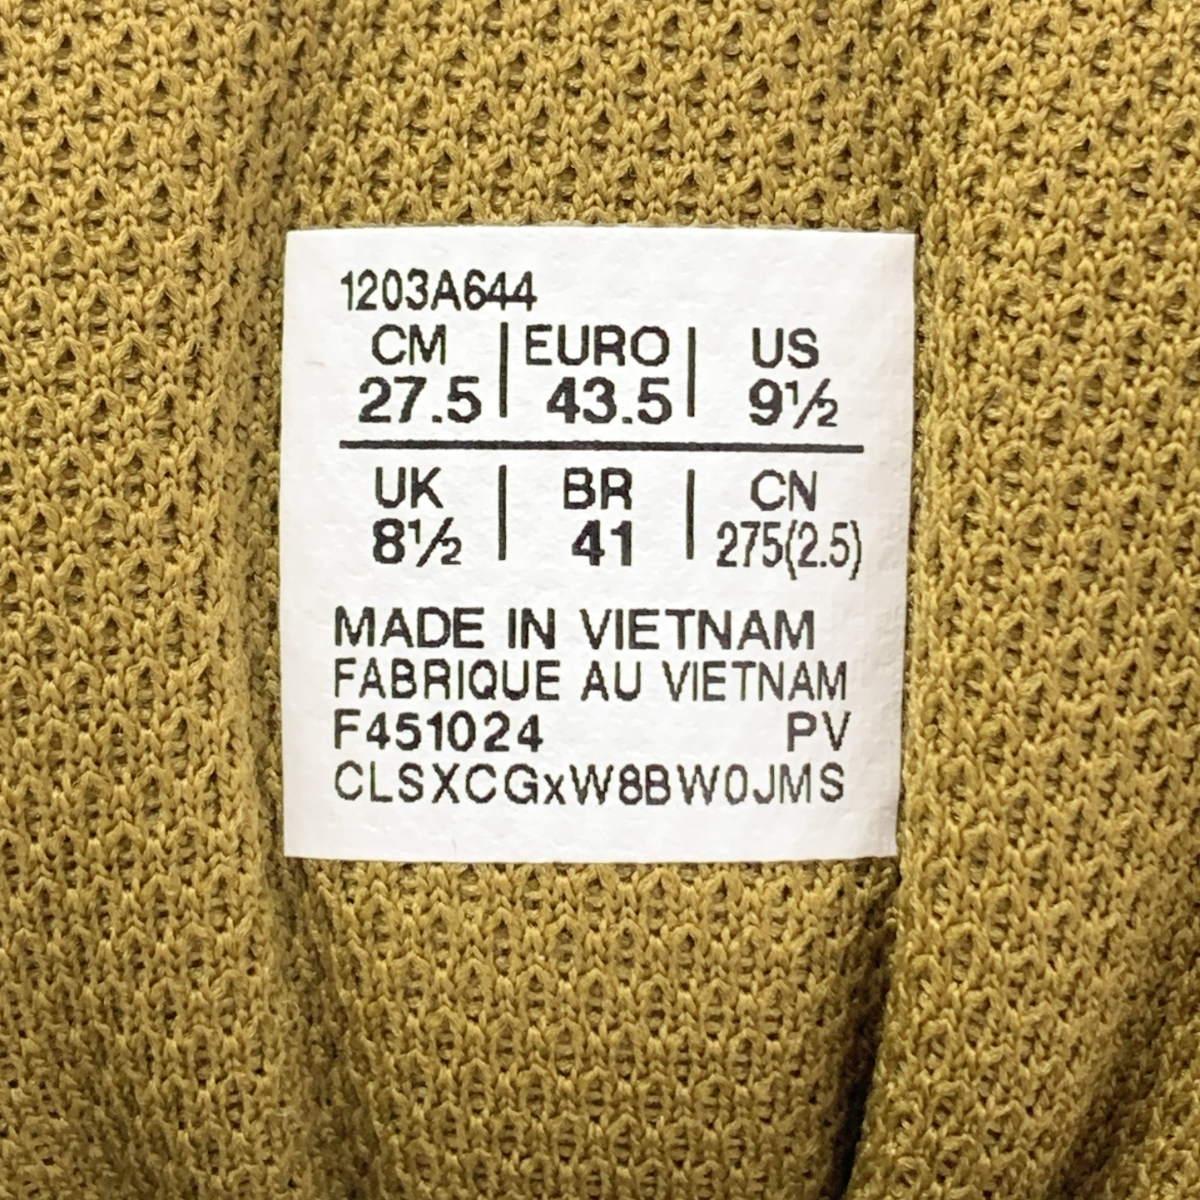 1203A644
CM | EURO | US
27.5 | 43.5 | 9½
UK | BR | CN
8½ | 41 | 275(2.5)
MADE IN VIETNAM
FABRIQUE AU VIETNAM
F451024 PV
CLSXCGxW8BW0JMS